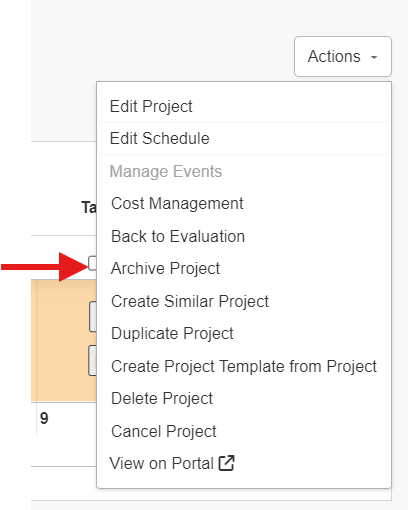 Actions
Edit Project
Edit Schedule
Manage Events
Ta
Cost Management
Back to Evaluation
Archive Project
Create Similar Project
Duplicate Project
Create Project Template from Project
Delete Project
9
Cancel Project
View on Portal